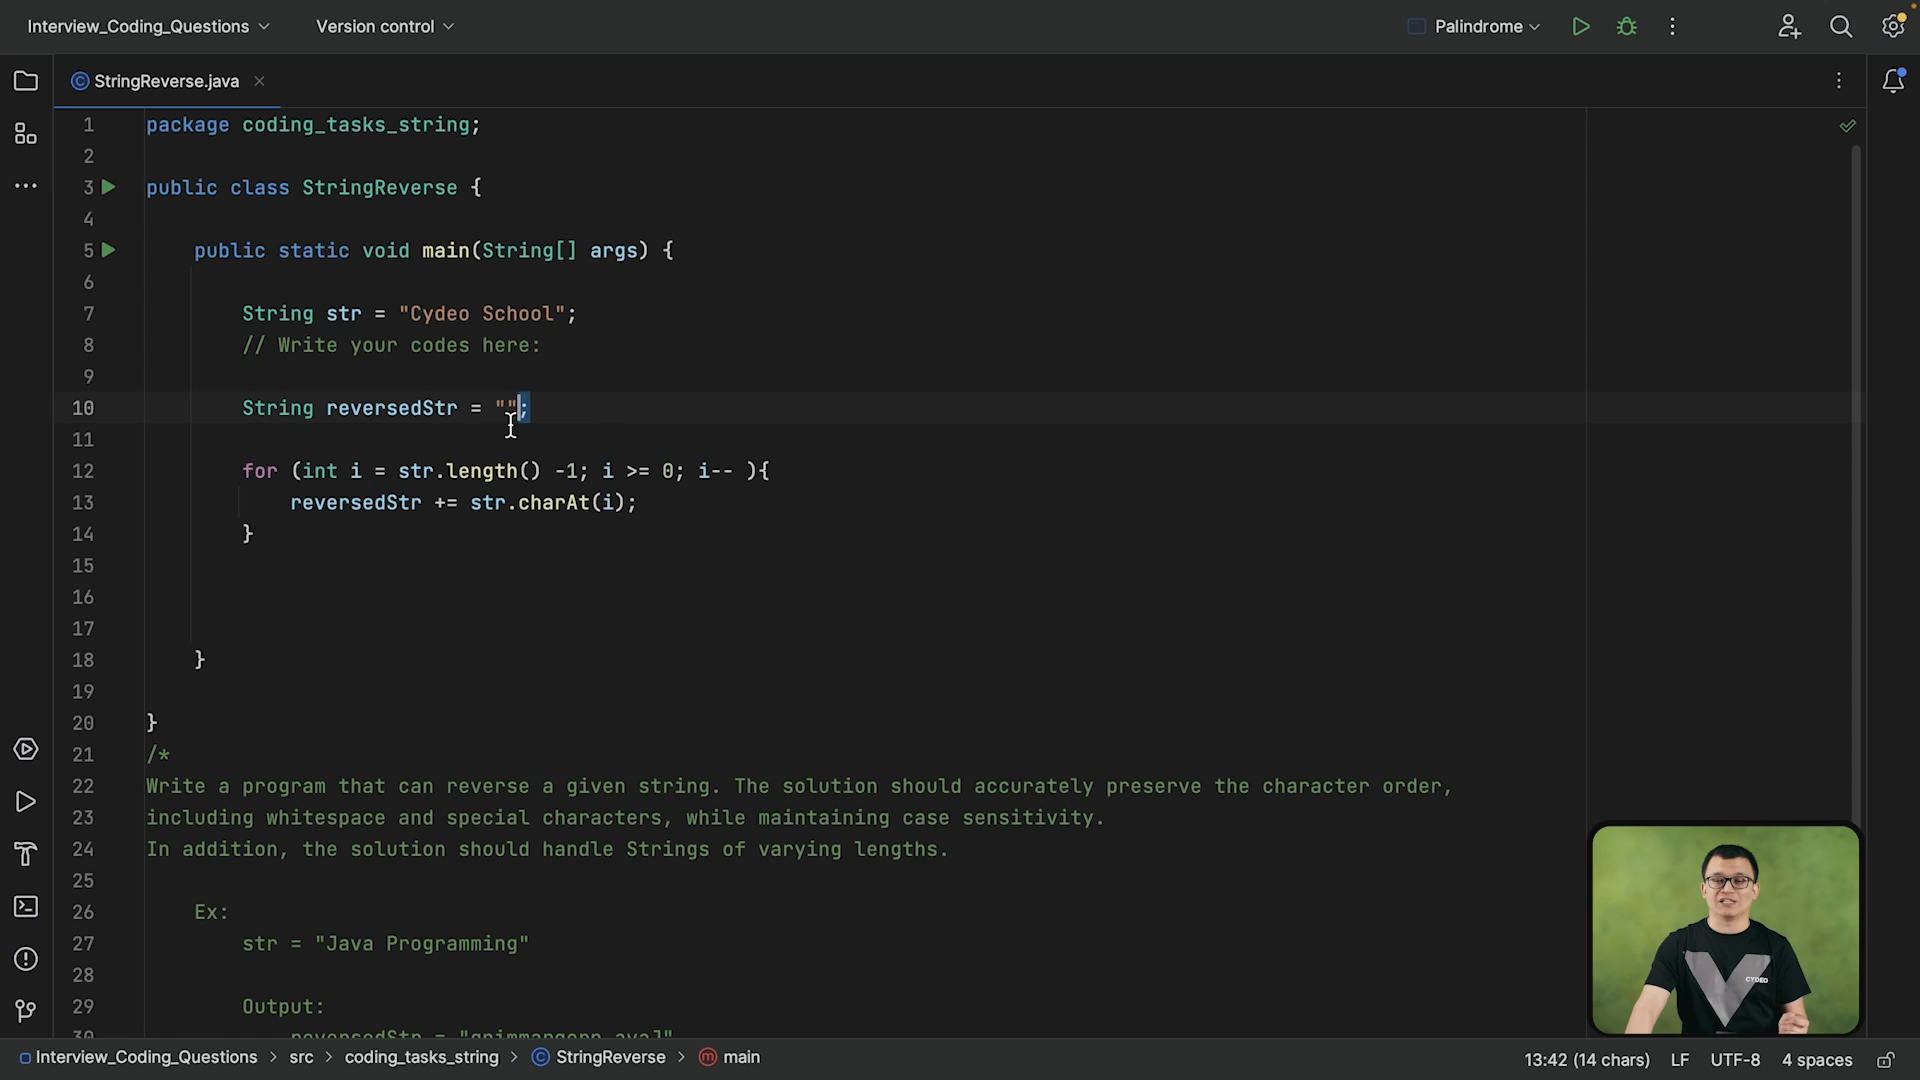 Interview_Coding_Questions Version control Palindrome
StringReverse.java
1 package coding_tasks_string;
2
3 public class StringReverse {
4
5 public static void main(String[] args) {
6
7 String str = "Cydeo School";
8 // Write your codes here:
9
10 String reversedStr = "";
11
12 for (int i = str.length() -1; i >= 0; i-- ){
13 reversedStr += str.charAt(i);
14 }
15
16
17
18 }
19
20 }
21 /*
22 Write a program that can reverse a given string. The solution should accurately preserve the character order,
23 including whitespace and special characters, while maintaining case sensitivity.
24 In addition, the solution should handle Strings of varying lengths.
25
26 Ex:
27 str = "Java Programming"
28
29 Output:
30 reversedStr = "gnimmargorp avaJ"
CYDEO
Interview_Coding_Questions > src > coding_tasks_string > StringReverse > main 13:42 (14 chars) LF UTF-8 4 spaces